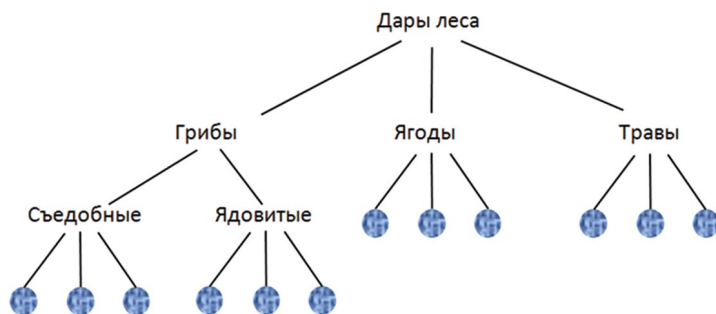 Дары леса
Грибы
Ягоды
Травы
Съедобные
Ядовитые